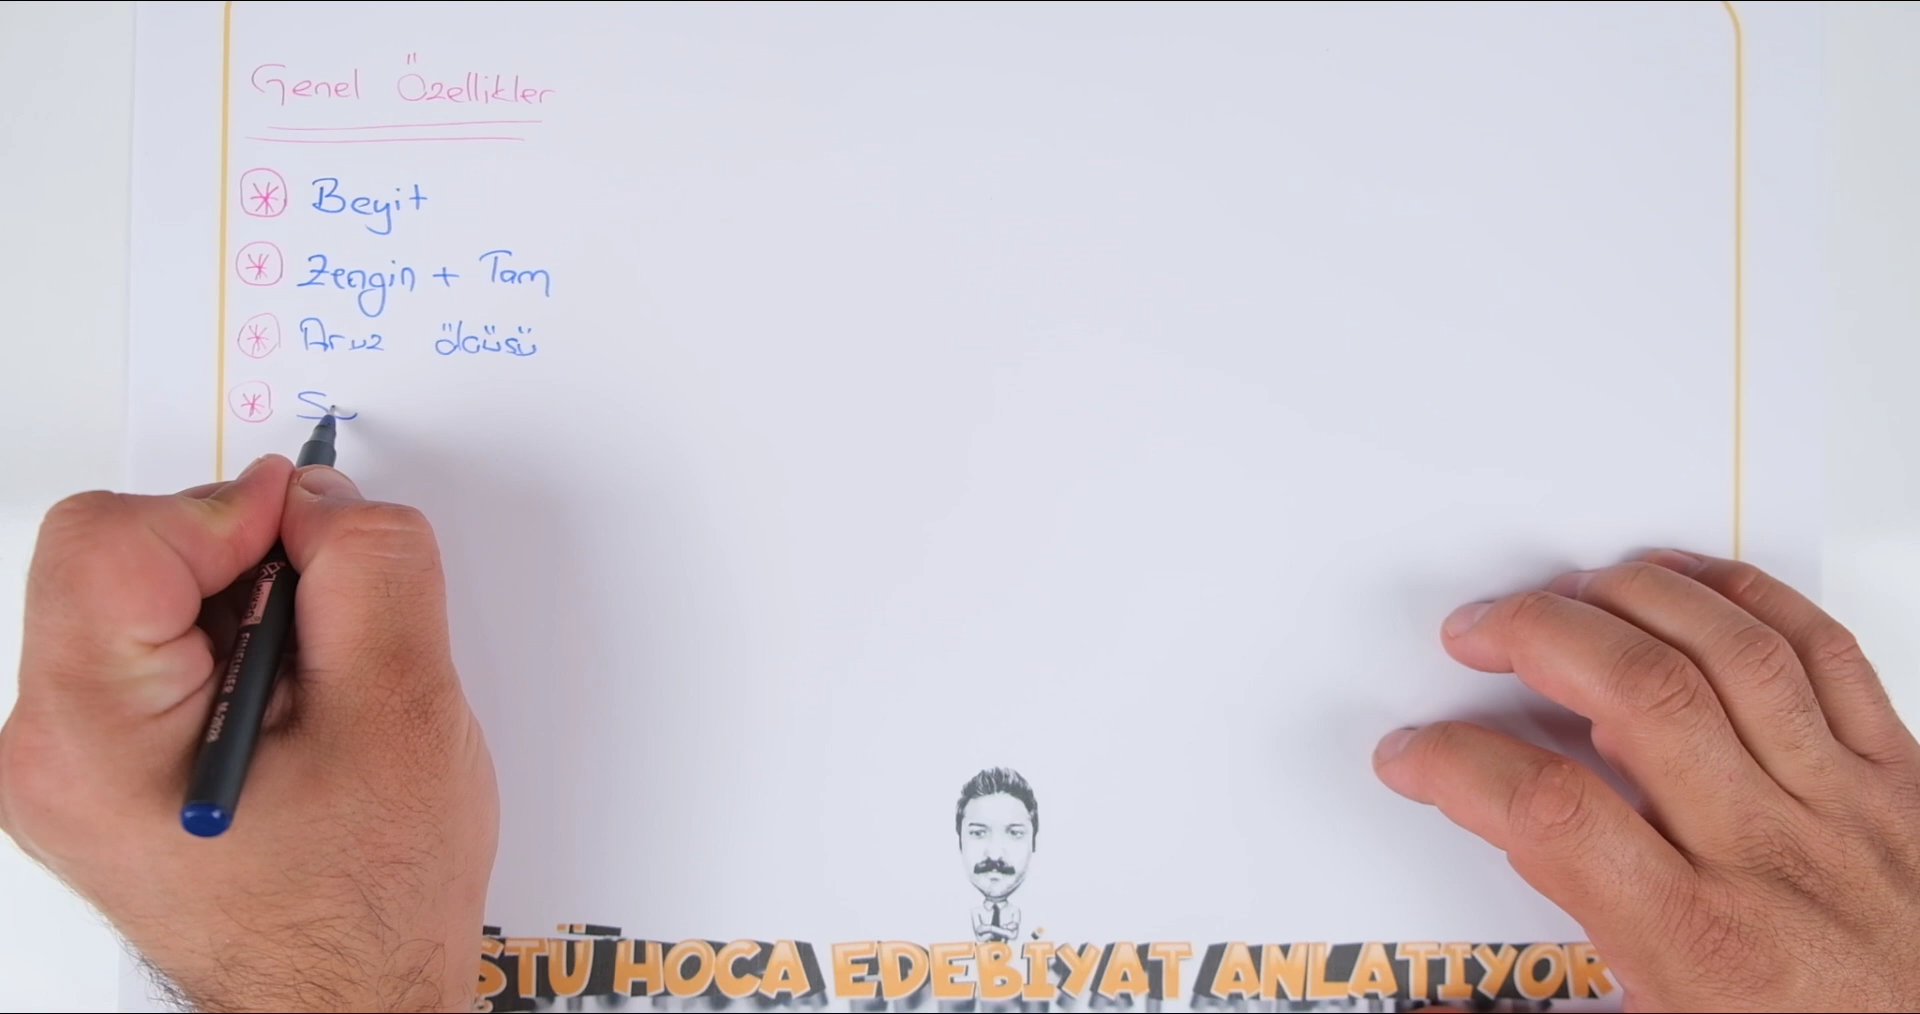 Genel Özellikler
* Beyit
* Zengin + Tam
* Aruz ölçüsü
* S
ŞTÜ HOCA EDEBİYAT ANLATIYOR